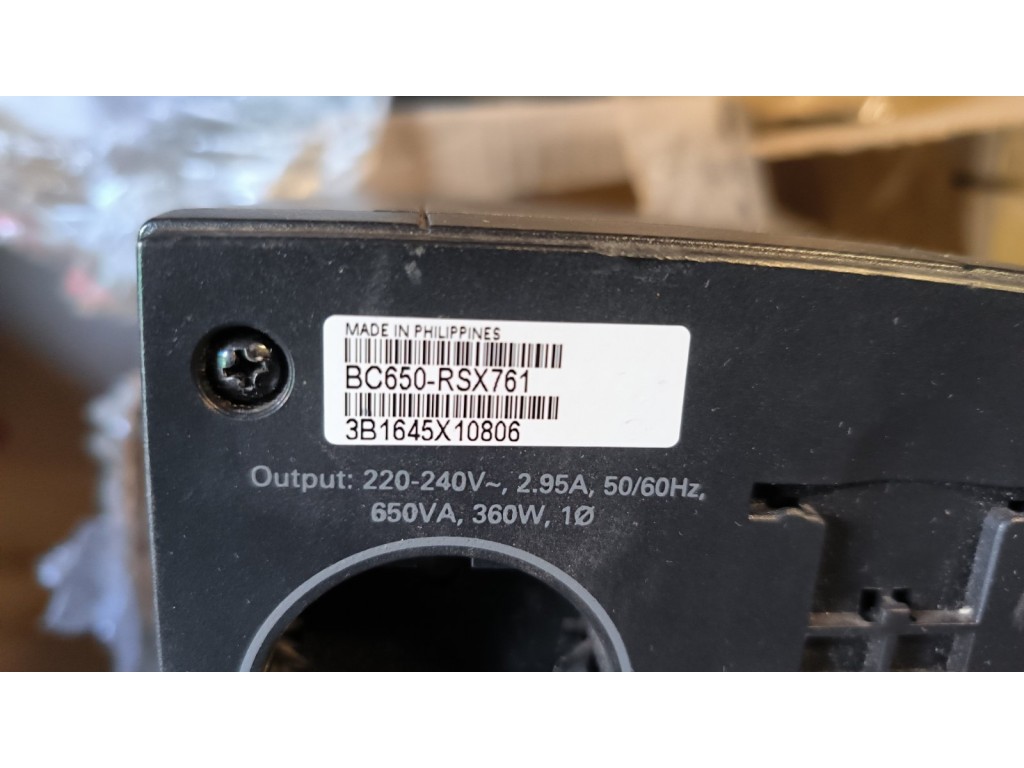 MADE IN PHILIPPINES
BC650-RSX761
3B1645X10806
Output: 220-240V~, 2.95A, 50/60Hz,
650VA, 360W, 1Ø